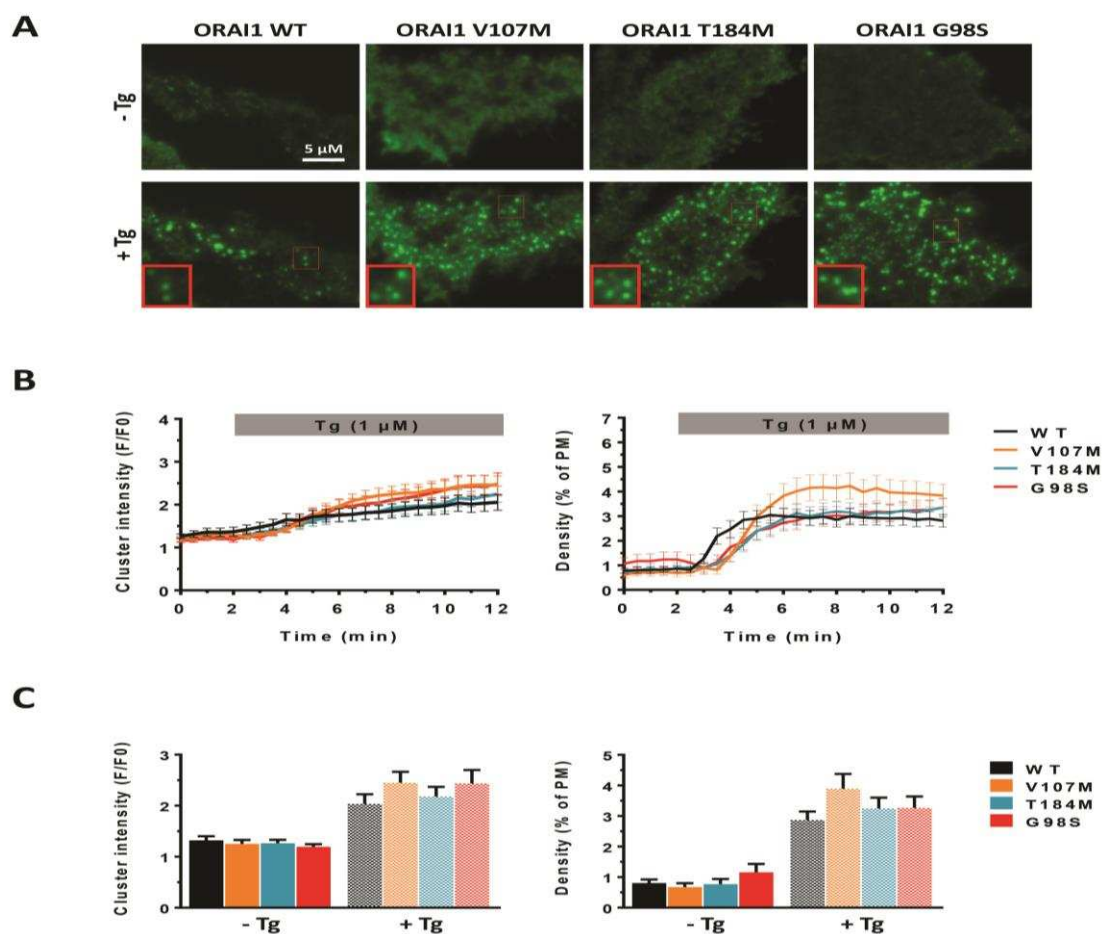 A
ORAI1 WT
ORAI1 V107M
ORAI1 T184M
ORAI1 G98S
- Tg
5 µM
+ Tg
B
Cluster intensity (F/F0)
4
3
2
1
0
Tg (1 µM)
0 2 4 6 8 10 12
Time (min)
Density (% of PM)
7
6
5
4
3
2
1
0
Tg (1 µM)
0 2 4 6 8 10 12
Time (min)
WT
V107M
T184M
G98S
C
Cluster intensity (F/F0)
3
2
1
0
- Tg
+ Tg
Density (% of PM)
5
4
3
2
1
0
- Tg
+ Tg
WT
V107M
T184M
G98S